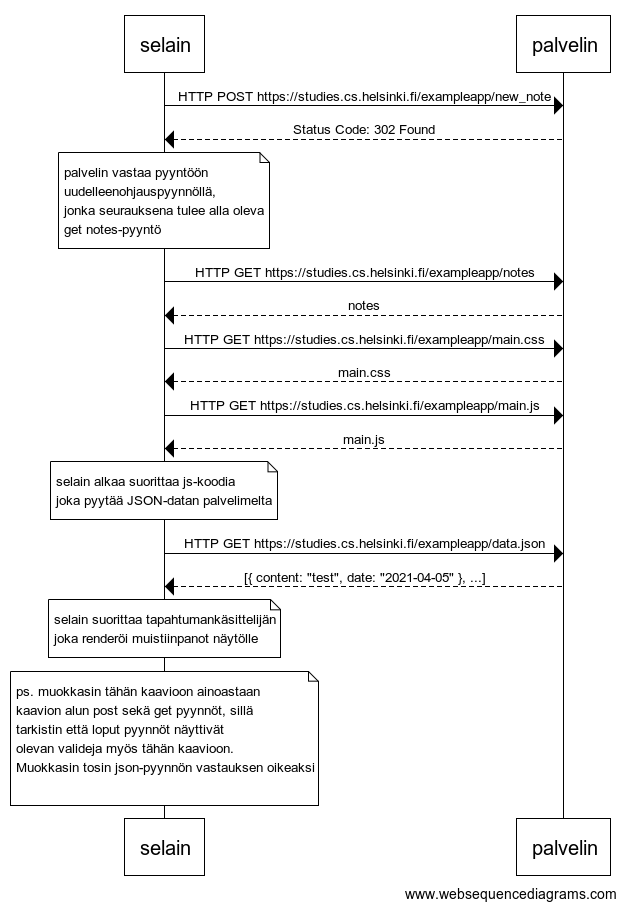 selain palvelin
HTTP POST https://studies.cs.helsinki.fi/exampleapp/new_note
Status Code: 302 Found
palvelin vastaa pyyntöön
uudelleenohjauspyynnöllä,
jonka seurauksena tulee alla oleva
get notes-pyyntö
HTTP GET https://studies.cs.helsinki.fi/exampleapp/notes
notes
HTTP GET https://studies.cs.helsinki.fi/exampleapp/main.css
main.css
HTTP GET https://studies.cs.helsinki.fi/exampleapp/main.js
main.js
selain alkaa suorittaa js-koodia
joka pyytää JSON-datan palvelimelta
HTTP GET https://studies.cs.helsinki.fi/exampleapp/data.json
[{ content: "test", date: "2021-04-05" }, ...]
selain suorittaa tapahtumankäsittelijän
joka renderöi muistiinpanot näytölle
ps. muokkasin tähän kaavioon ainoastaan
kaavion alun post sekä get pyynnöt, sillä
tarkistin että loput pyynnöt näyttivät
olevan valideja myös tähän kaavioon.
Muokkasin tosin json-pyynnön vastauksen oikeaksi
selain palvelin
www.websequencediagrams.com